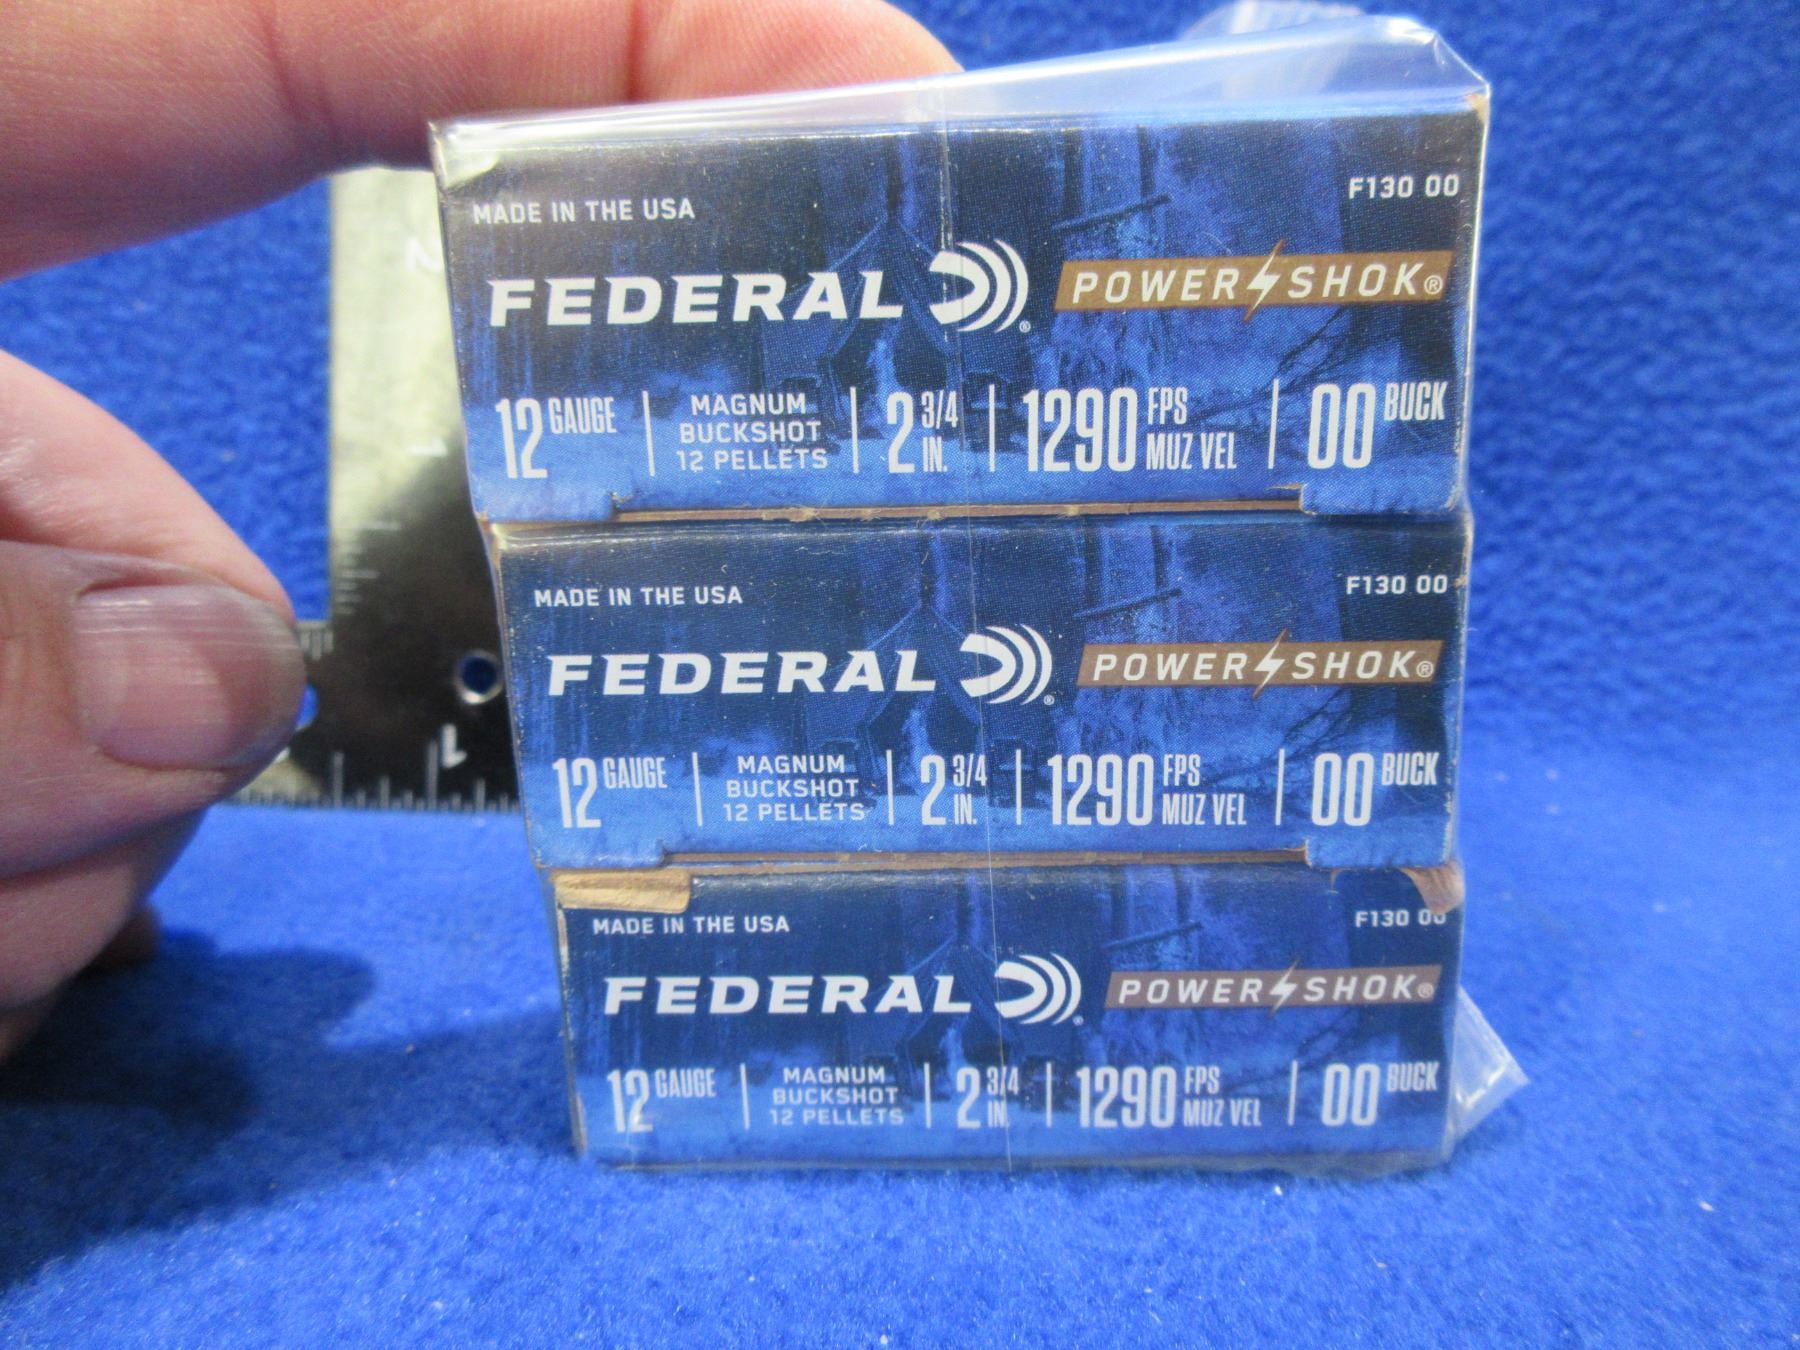 MADE IN THE USA F130 00
FEDERAL® POWER SHOK®
12 GAUGE | MAGNUM BUCKSHOT 12 PELLETS | 2 3/4 IN. | 1290 FPS MUZ VEL | 00 BUCK
MADE IN THE USA F130 00
FEDERAL® POWER SHOK®
12 GAUGE | MAGNUM BUCKSHOT 12 PELLETS | 2 3/4 IN. | 1290 FPS MUZ VEL | 00 BUCK
MADE IN THE USA F130 00
FEDERAL® POWER SHOK®
12 GAUGE | MAGNUM BUCKSHOT 12 PELLETS | 2 3/4 IN. | 1290 FPS MUZ VEL | 00 BUCK
1